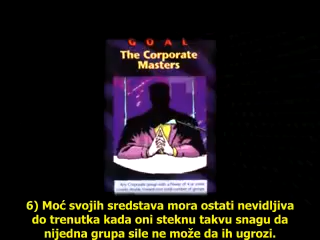 GOAL
The Corporate
Masters
6) Moć svojih sredstava mora ostati nevidljiva
do trenutka kada oni steknu takvu snagu da
nijedna grupa sile ne može da ih ugrozi.